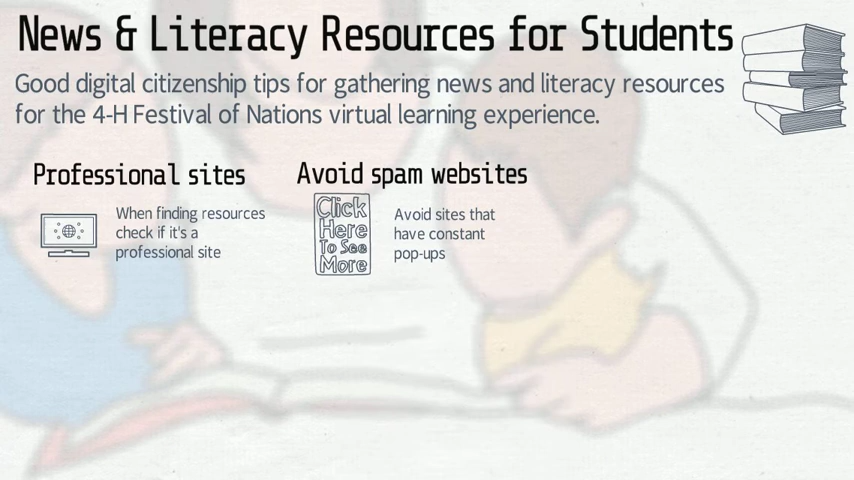 News & Literacy Resources for Students
Good digital citizenship tips for gathering news and literacy resources
for the 4-H Festival of Nations virtual learning experience.
Professional sites
When finding resources
check if it's a
professional site
Avoid spam websites
Click
Here
To See
More
Avoid sites that
have constant
pop-ups